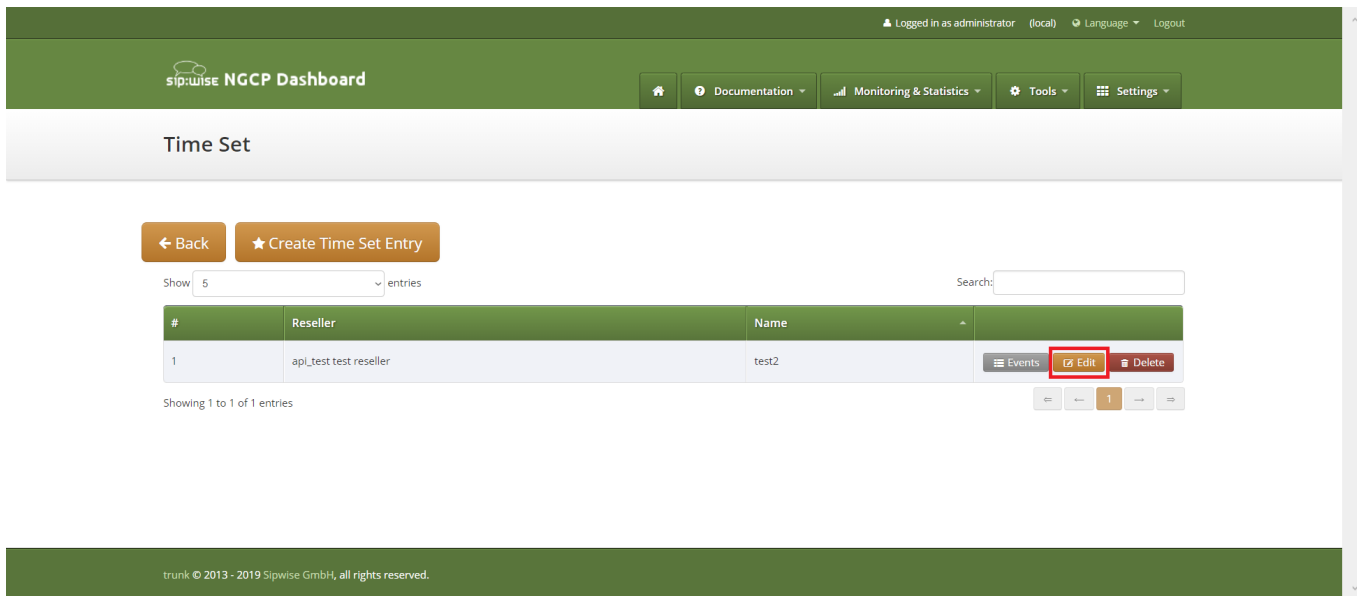 Logged in as administrator (local) Language Logout
sip:wise NGCP Dashboard
Documentation Monitoring & Statistics Tools Settings
Time Set
Back Create Time Set Entry
Show 5 entries Search:
# Reseller Name
1 api_test test reseller test2 Events Edit Delete
Showing 1 to 1 of 1 entries ⇐ ← 1 → ⇒
trunk © 2013 - 2019 Sipwise GmbH, all rights reserved.